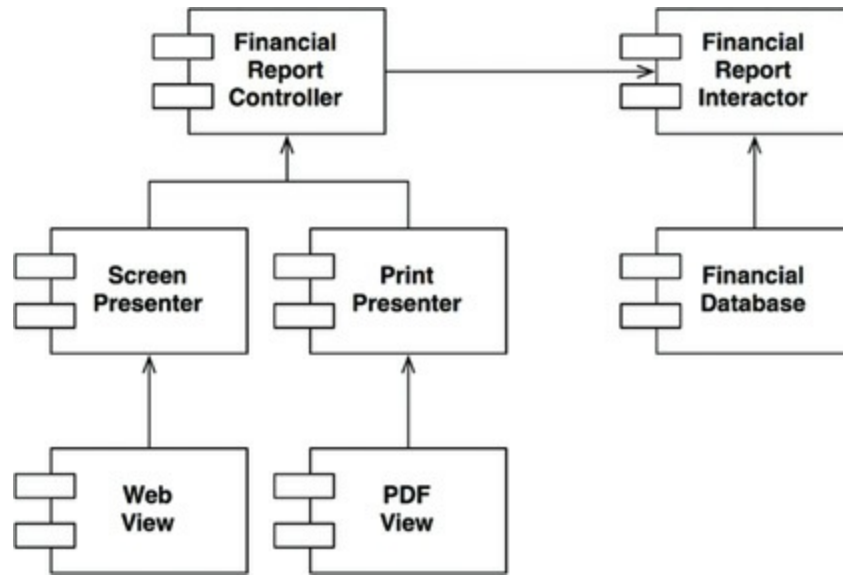 Financial
Report
Controller
Financial
Report
Interactor
Screen
Presenter
Print
Presenter
Financial
Database
Web
View
PDF
View